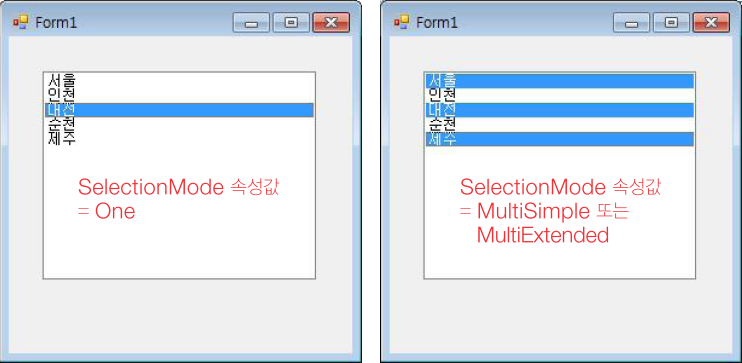 Form1
서울
인천
대전
순천
제주
SelectionMode 속성값
= One
Form1
서울
인천
대전
순천
제주
SelectionMode 속성값
= MultiSimple 또는
MultiExtended